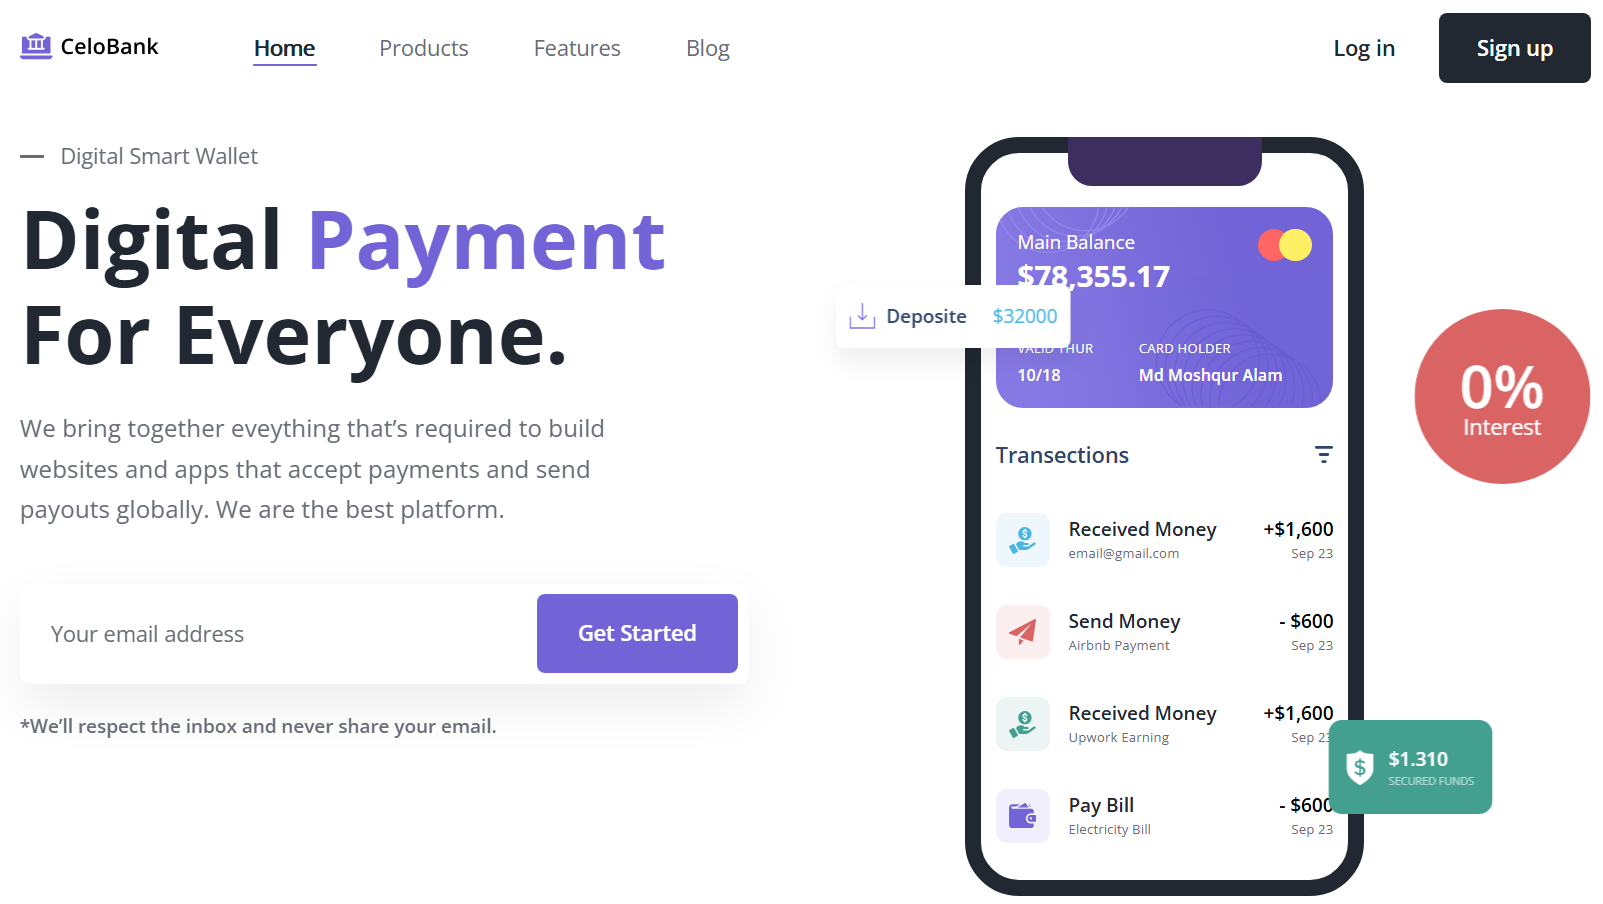 CeloBank
Home
Products
Features
Blog
Log in
Sign up
Digital Smart Wallet
Digital Payment
For Everyone.
We bring together eveything that’s required to build
websites and apps that accept payments and send
payouts globally. We are the best platform.
Your email address
Get Started
*We’ll respect the inbox and never share your email.
Main Balance
$78,355.17
Deposite $32000
VALID THUR
CARD HOLDER
10/18
Md Moshqur Alam
0%
Interest
Transections
Received Money +$1,600
email@gmail.com Sep 23
Send Money - $600
Airbnb Payment Sep 23
Received Money +$1,600
Upwork Earning Sep 23
$1.310
SECURED FUNDS
Pay Bill - $600
Electricity Bill Sep 23